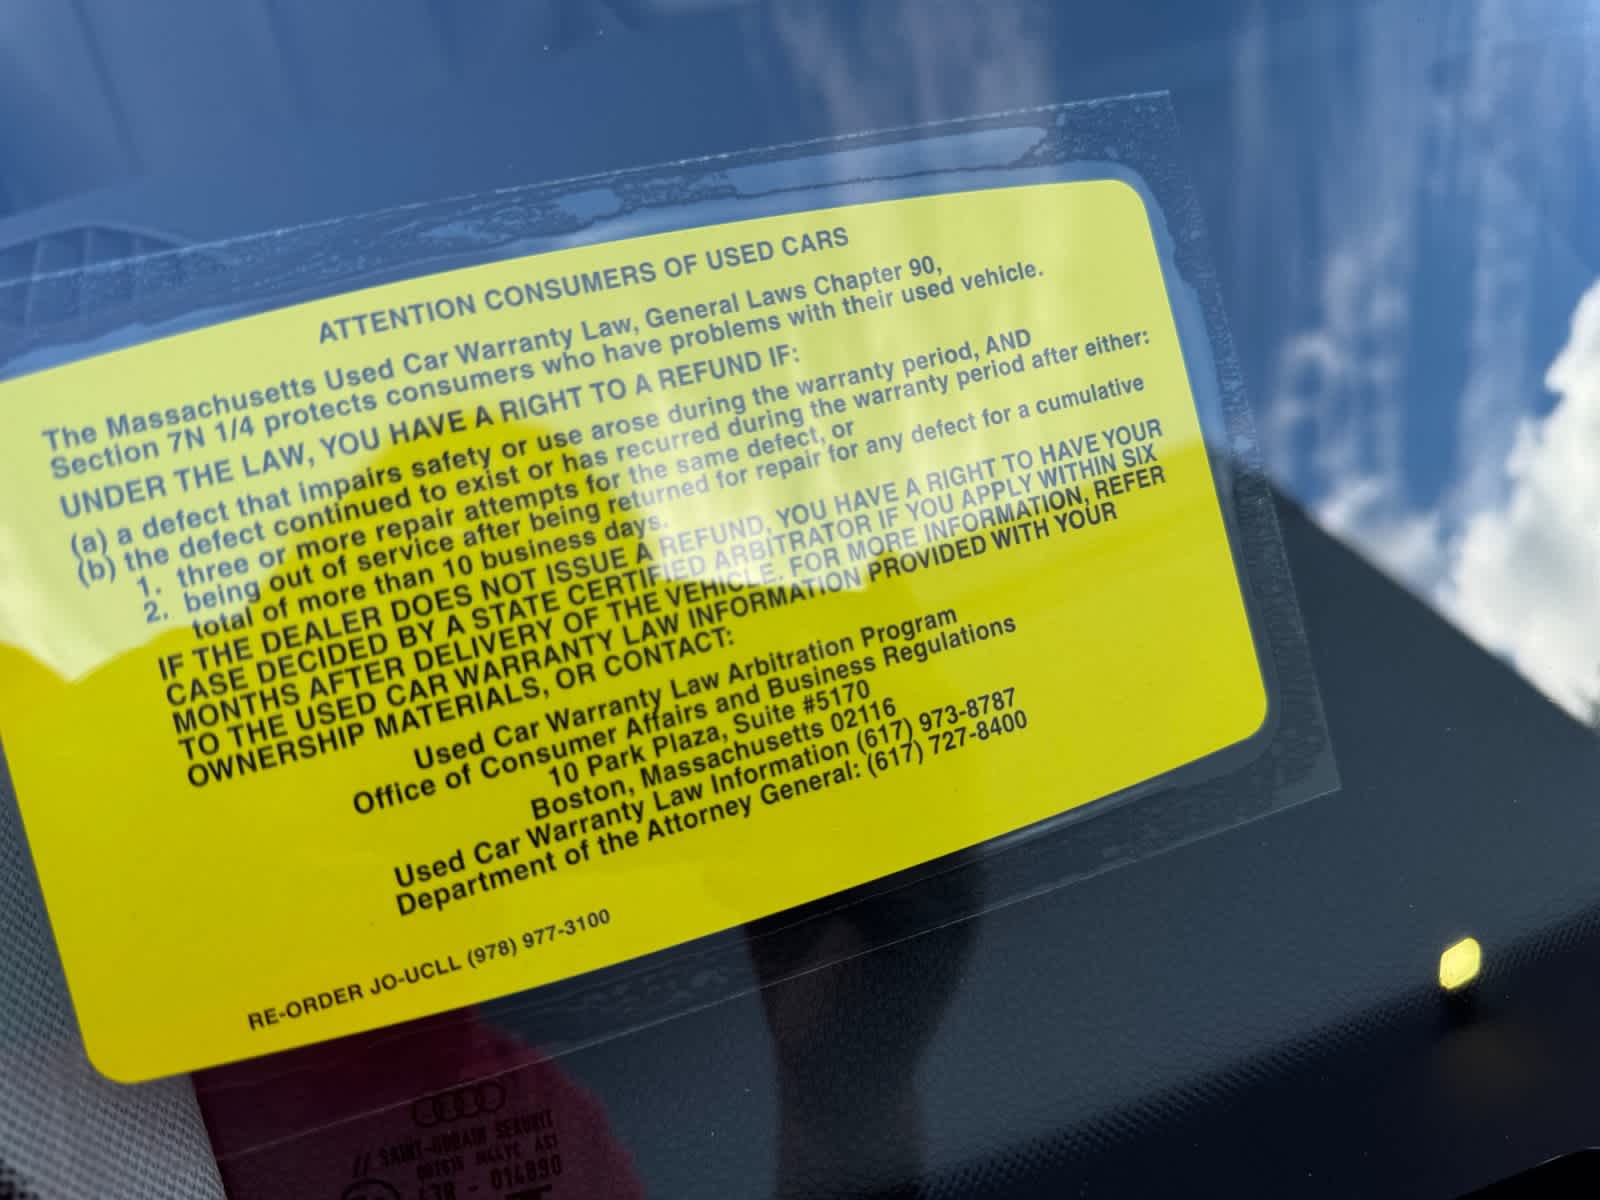 ATTENTION CONSUMERS OF USED CARS
The Massachusetts Used Car Warranty Law, General Laws Chapter 90,
Section 7N 1/4 protects consumers who have problems with their used vehicle.
UNDER THE LAW, YOU HAVE A RIGHT TO A REFUND IF:
(a) a defect that impairs safety or use arose during the warranty period, AND
(b) the defect continued to exist or has recurred during the warranty period after either:
1. three or more repair attempts for the same defect, or
2. being out of service after being returned for repair for any defect for a cumulative
total of more than 10 business days.
IF THE DEALER DOES NOT ISSUE A REFUND, YOU HAVE A RIGHT TO HAVE YOUR
CASE DECIDED BY A STATE CERTIFIED ARBITRATOR IF YOU APPLY WITHIN SIX
MONTHS AFTER DELIVERY OF THE VEHICLE. FOR MORE INFORMATION, REFER
TO THE USED CAR WARRANTY LAW INFORMATION PROVIDED WITH YOUR
OWNERSHIP MATERIALS, OR CONTACT:
Used Car Warranty Law Arbitration Program
Office of Consumer Affairs and Business Regulations
10 Park Plaza, Suite #5170
Boston, Massachusetts 02116
Used Car Warranty Law Information (617) 973-8787
Department of the Attorney General: (617) 727-8400
RE-ORDER JO-UCLL (978) 977-3100
// SAINT-GOBAIN SEKURIT
014890